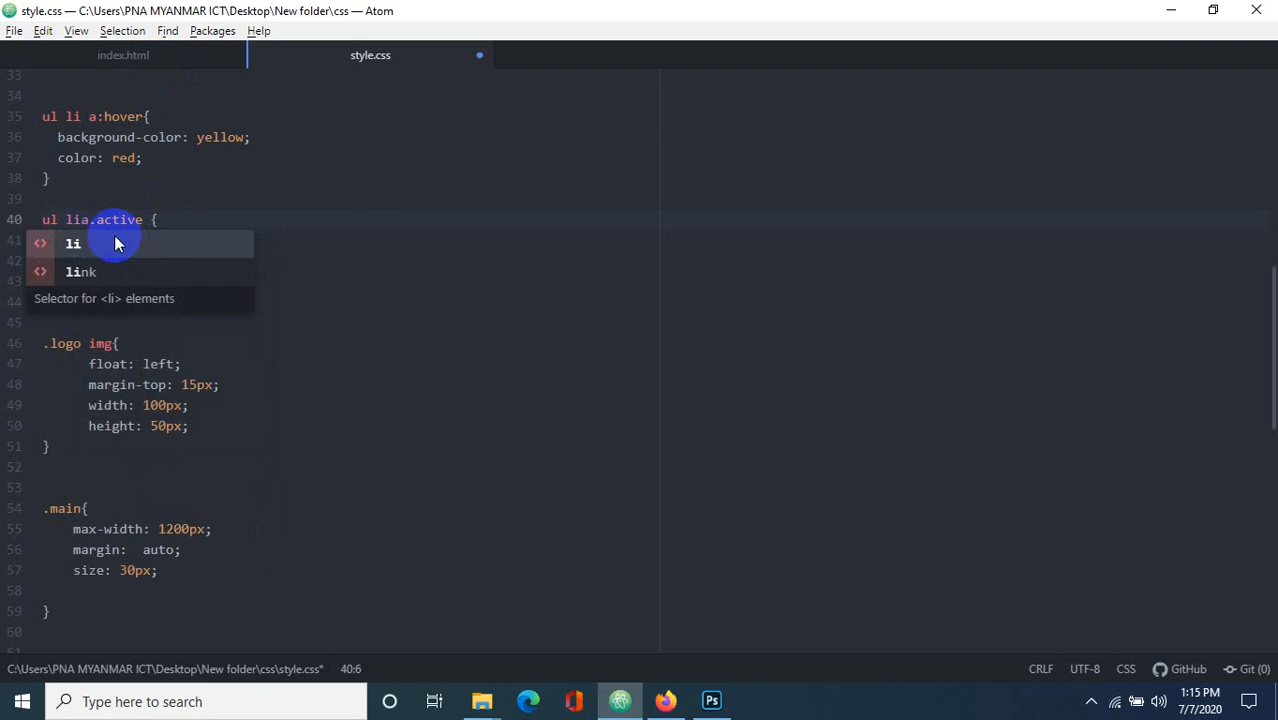 style.css — C:\Users\PNA MYANMAR ICT\Desktop\New folder\css — Atom
File Edit View Selection Find Packages Help
index.html style.css
33
34
35 ul li a:hover{
36 background-color: yellow;
37 color: red;
38 }
39
40 ul lia.active {
41 li
link
43
44 Selector for <li> elements
45
46 .logo img{
47 float: left;
48 margin-top: 15px;
49 width: 100px;
50 height: 50px;
51 }
52
53
54 .main{
55 max-width: 1200px;
56 margin: auto;
57 size: 30px;
58
59 }
60
61
C:\Users\PNA MYANMAR ICT\Desktop\New folder\css\style.css* 40:6 CRLF UTF-8 CSS GitHub Git (0)
Type here to search Ps 1:15 PM
7/7/2020